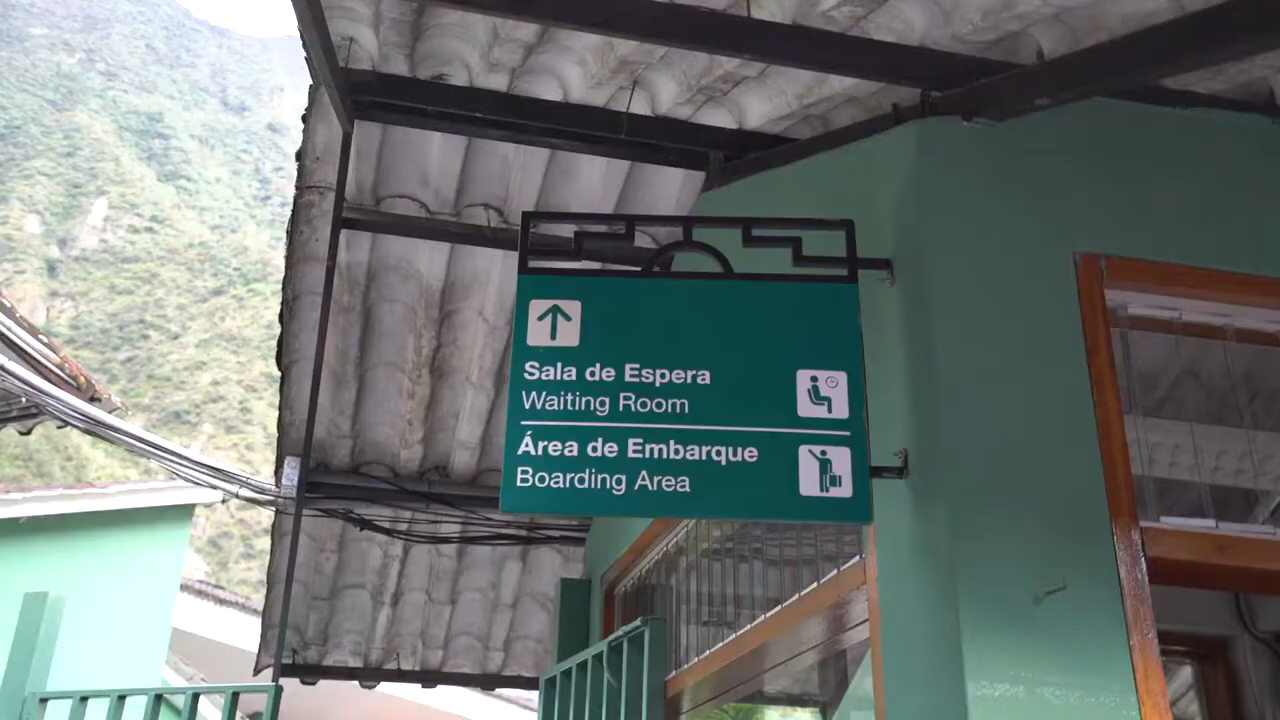 Sala de Espera
Waiting Room
Área de Embarque
Boarding Area